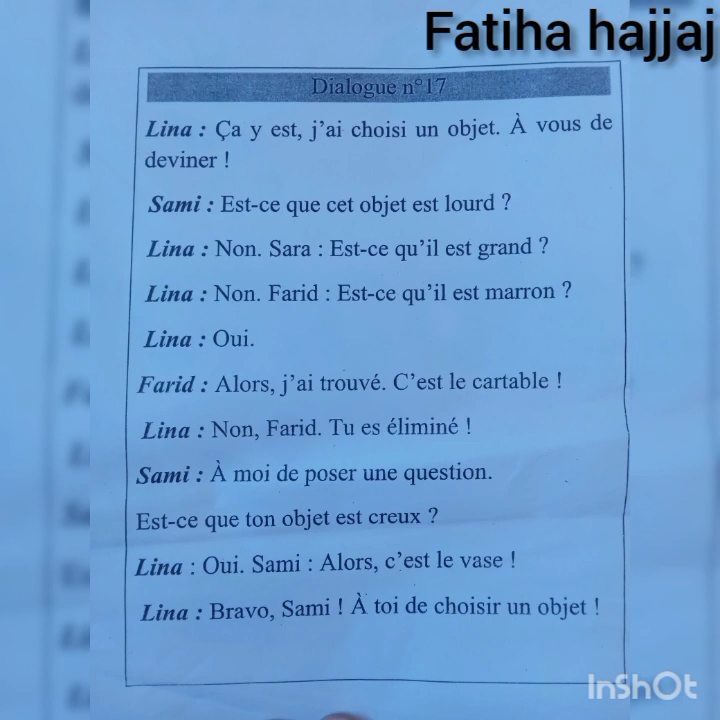 Fatiha hajjaj
Dialogue n°17
Lina : Ça y est, j'ai choisi un objet. À vous de
deviner !
Sami : Est-ce que cet objet est lourd ?
Lina : Non. Sara : Est-ce qu'il est grand ?
Lina : Non. Farid : Est-ce qu'il est marron ?
Lina : Oui.
Farid : Alors, j'ai trouvé. C'est le cartable !
Lina : Non, Farid. Tu es éliminé !
Sami : À moi de poser une question.
Est-ce que ton objet est creux ?
Lina : Oui. Sami : Alors, c'est le vase !
Lina : Bravo, Sami ! À toi de choisir un objet !
InShOt